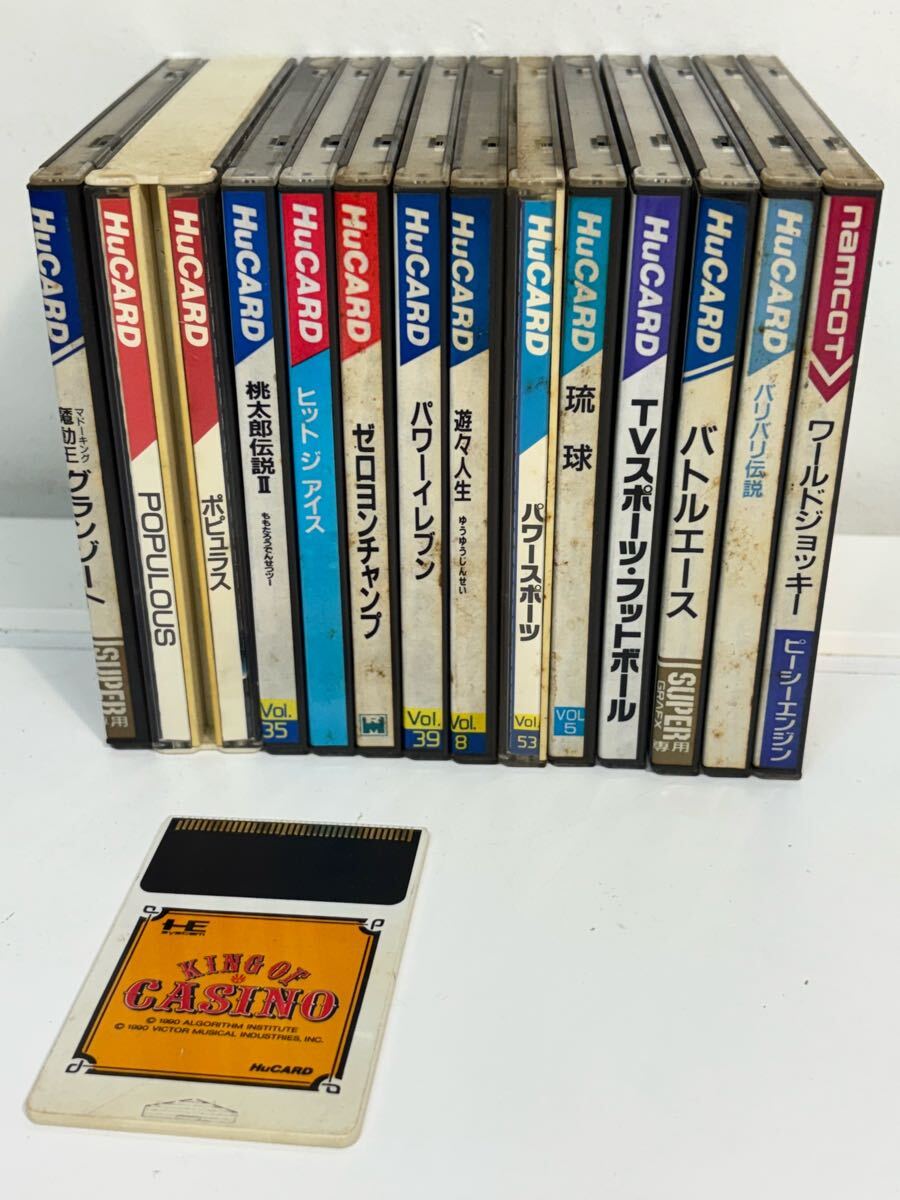 HuCARD
マドーキング
魔動王グランゾート
SUPER
専用
HuCARD
POPULOUS
HuCARD
ポピュラス
HuCARD
桃太郎伝説II
ももたろうでんせつツー
Vol.
35
HuCARD
ヒット ジ アイス
HuCARD
ゼロヨンチャンプ
HuCARD
パワーイレブン
Vol.
39
HuCARD
遊々人生
ゆうゆうじんせい
Vol.
8
HuCARD
パワースポーツ
Vol.
53
HuCARD
琉球
VOL
5
HuCARD
TVスポーツ・フットボール
HuCARD
バトルエース
SUPER
GRAFX
専用
HuCARD
バリバリ伝説
namcot
ワールドジョッキー
ピーシーエンジン
HE
SYSTEM
KING OF
CASINO
© 1990 ALGORITHM INSTITUTE
© 1990 VICTOR MUSICAL INDUSTRIES, INC.
HuCARD